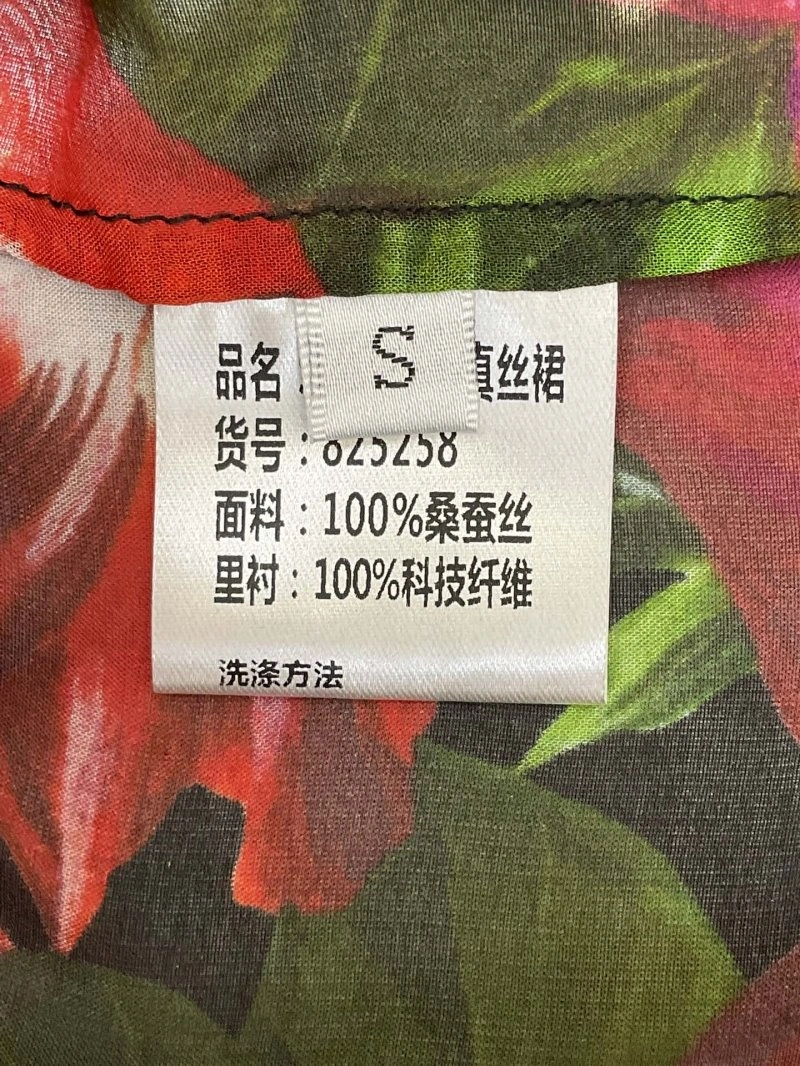 S
品名:真丝裙
货号:825258
面料:100%桑蚕丝
里衬:100%科技纤维
洗涤方法